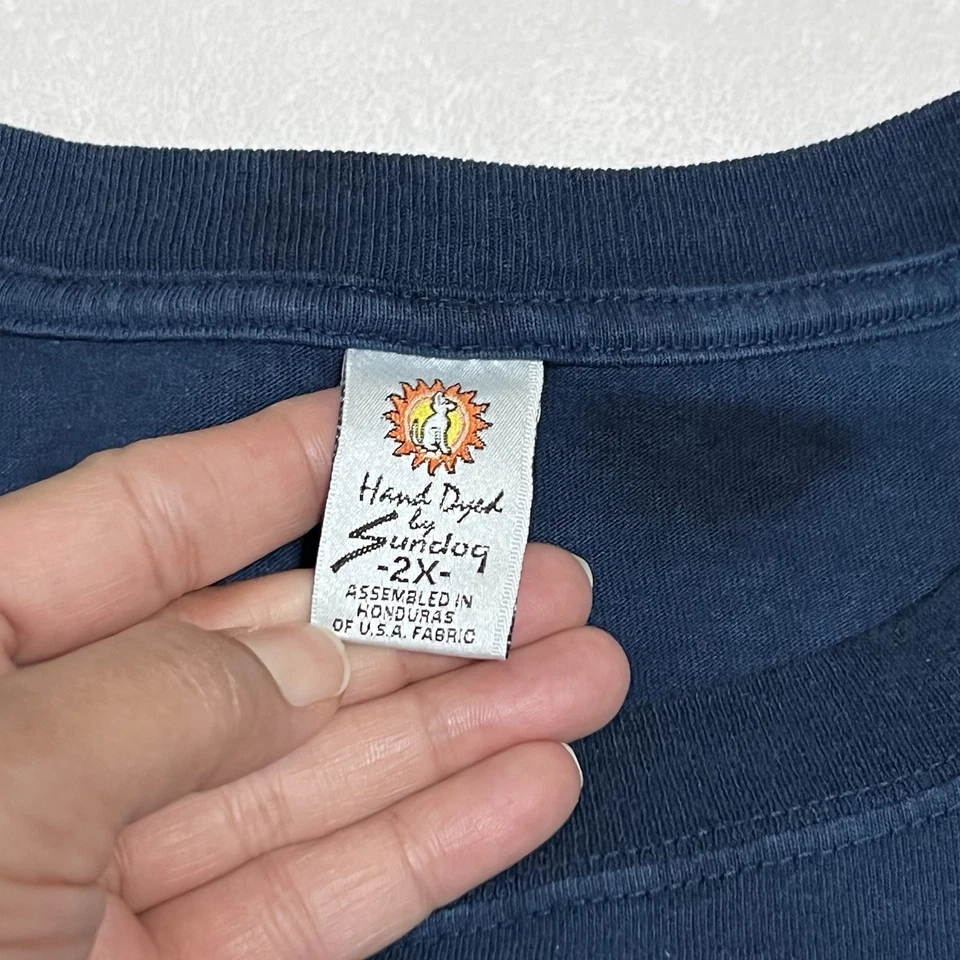 Hand Dyed
by
Sundog
-2X-
ASSEMBLED IN
HONDURAS
OF U.S.A. FABRIC